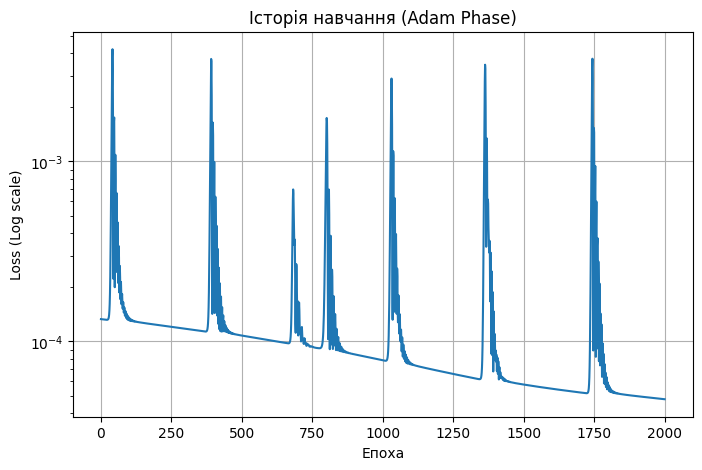 Історія навчання (Adam Phase)
Loss (Log scale)
10⁻³
10⁻⁴
0 250 500 750 1000 1250 1500 1750 2000
Епоха